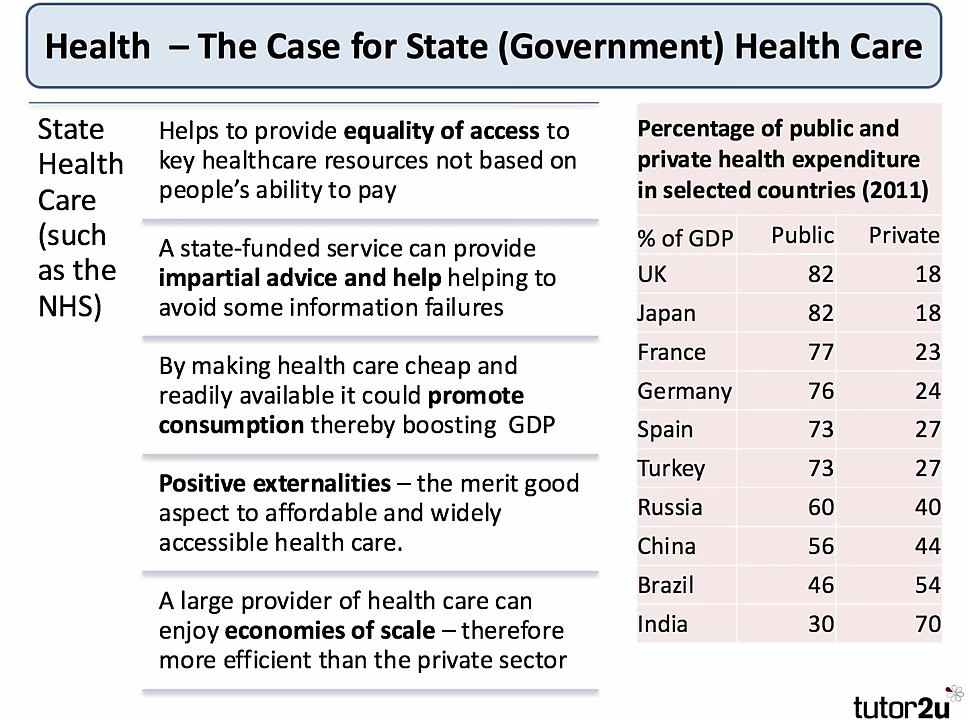 Health – The Case for State (Government) Health Care
State
Health
Care
(such
as the
NHS)
Helps to provide equality of access to
key healthcare resources not based on
people’s ability to pay
A state-funded service can provide
impartial advice and help helping to
avoid some information failures
By making health care cheap and
readily available it could promote
consumption thereby boosting GDP
Positive externalities – the merit good
aspect to affordable and widely
accessible health care.
A large provider of health care can
enjoy economies of scale – therefore
more efficient than the private sector
Percentage of public and
private health expenditure
in selected countries (2011)
% of GDP Public Private
UK 82 18
Japan 82 18
France 77 23
Germany 76 24
Spain 73 27
Turkey 73 27
Russia 60 40
China 56 44
Brazil 46 54
India 30 70
tutor2u